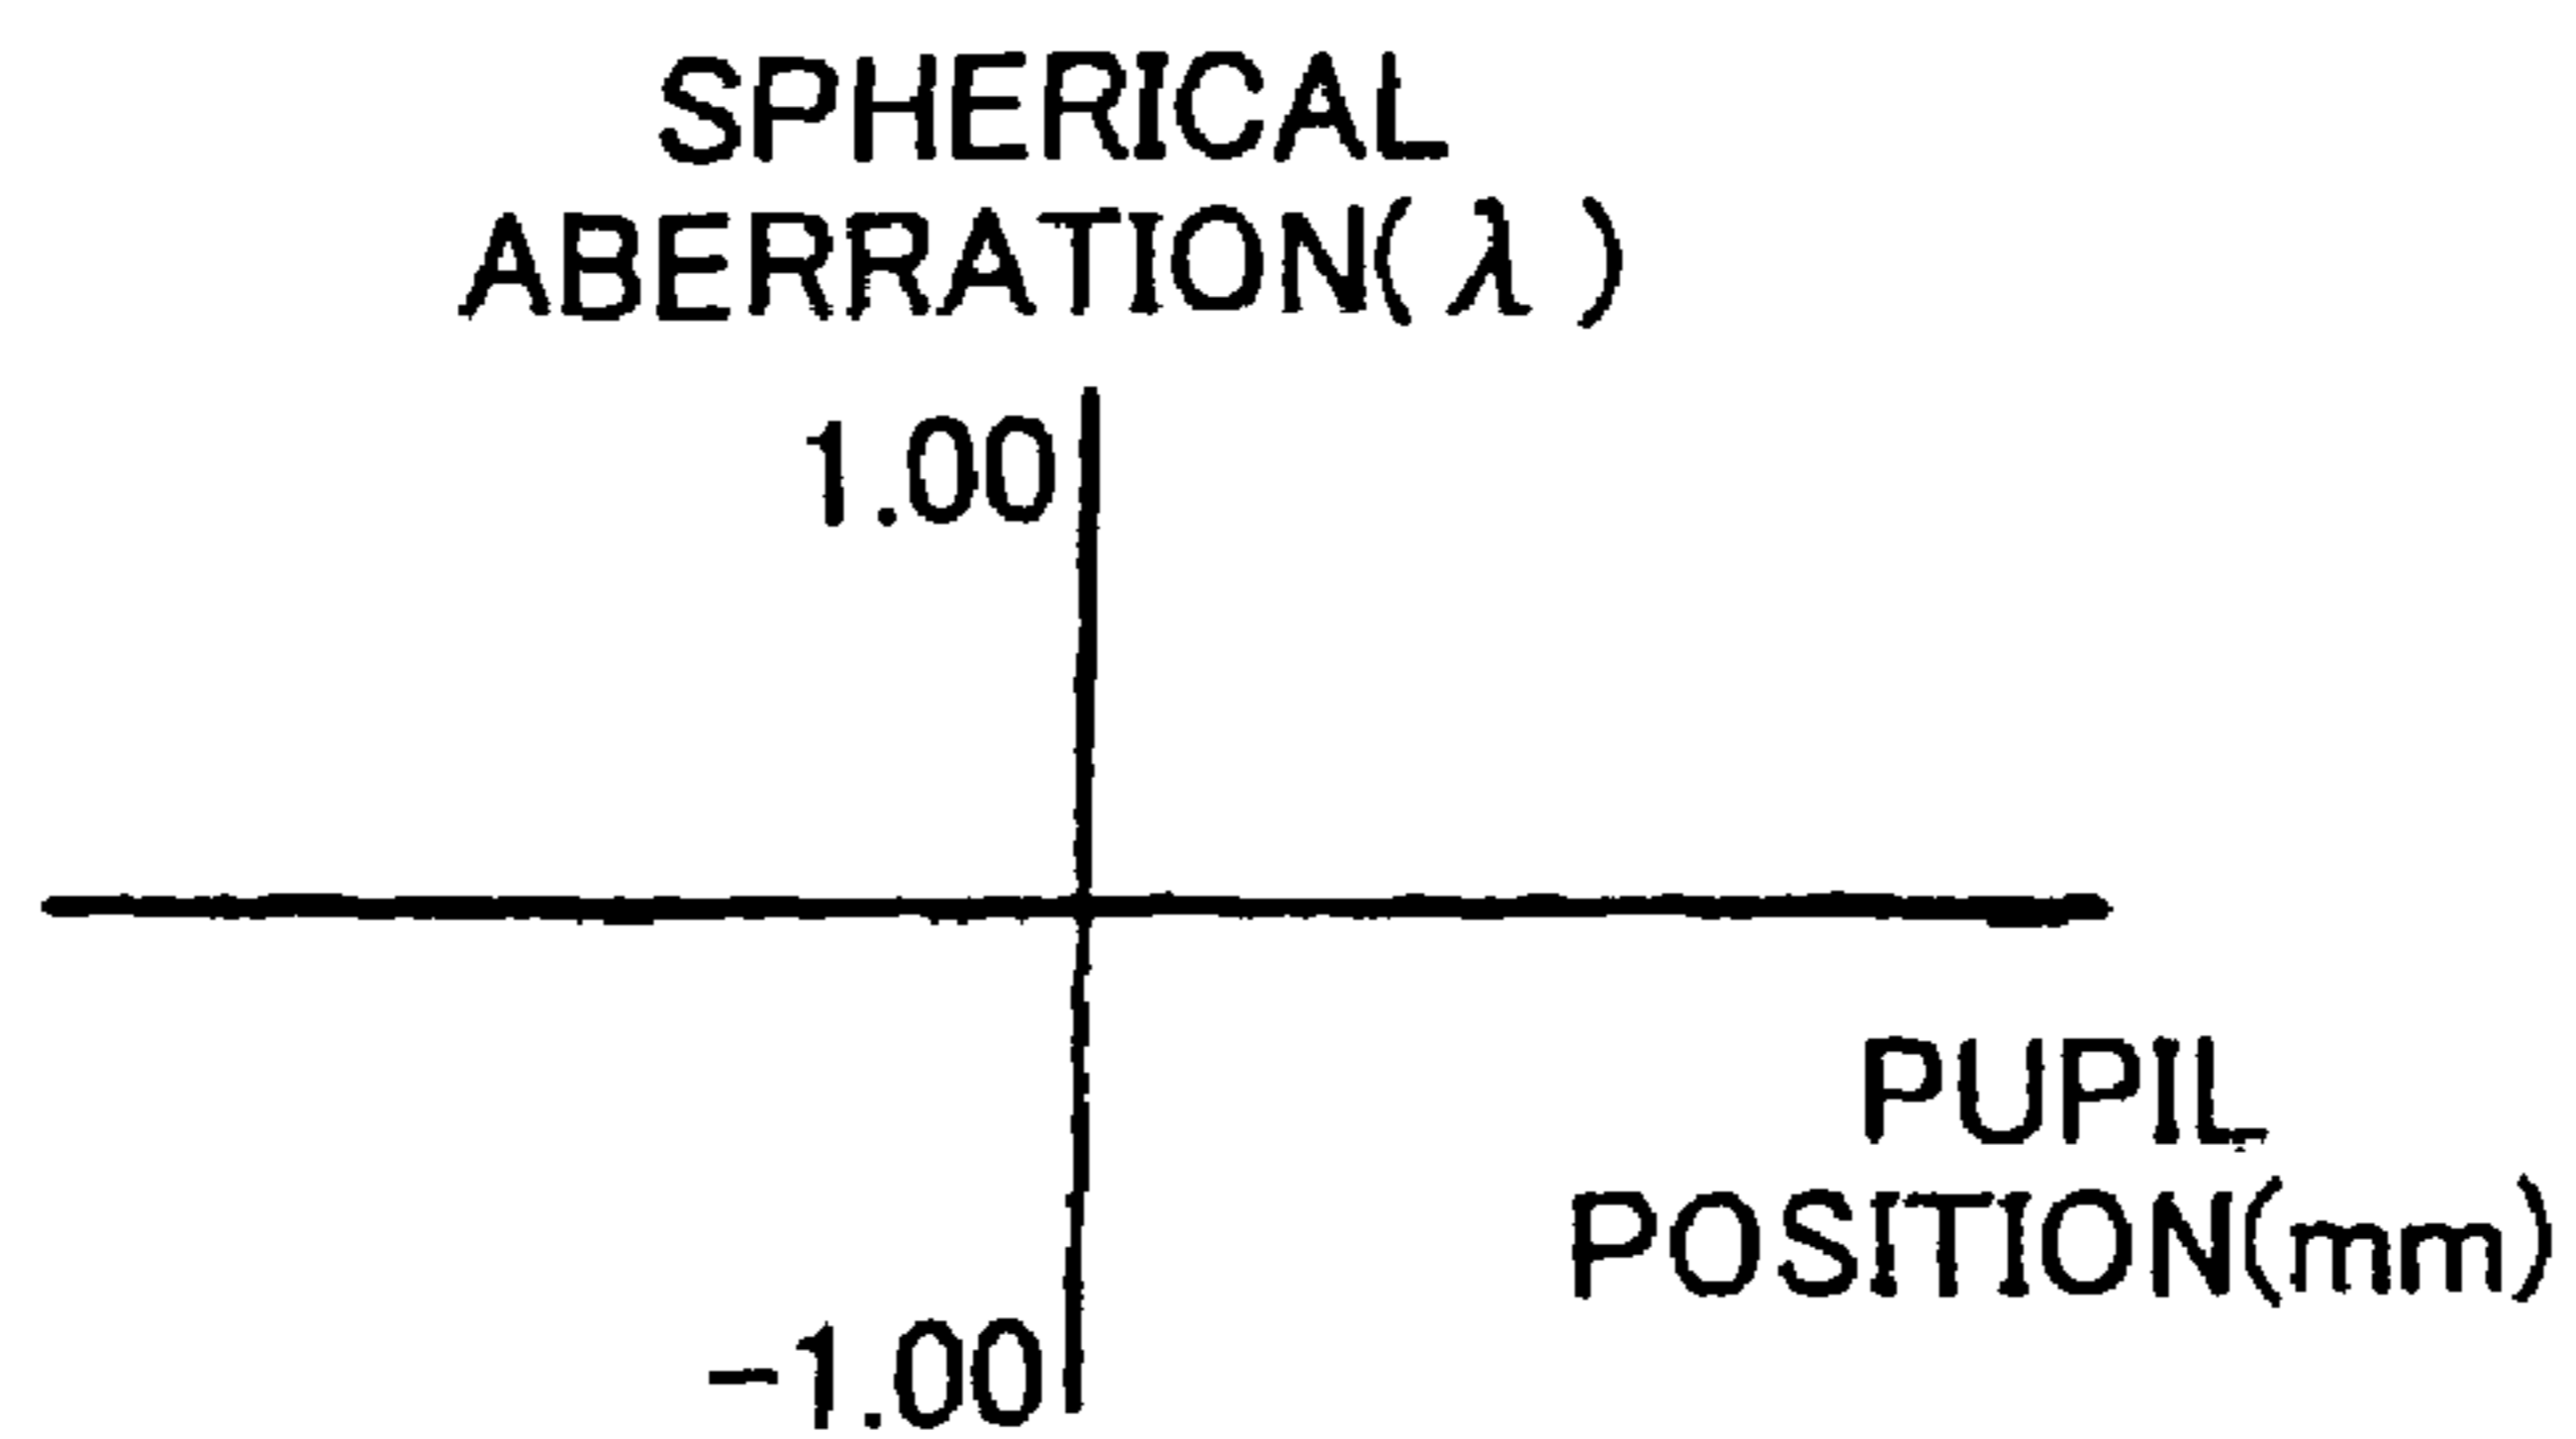 SPHERICAL
ABERRATION(λ)
1.00
PUPIL
POSITION(mm)
-1.00